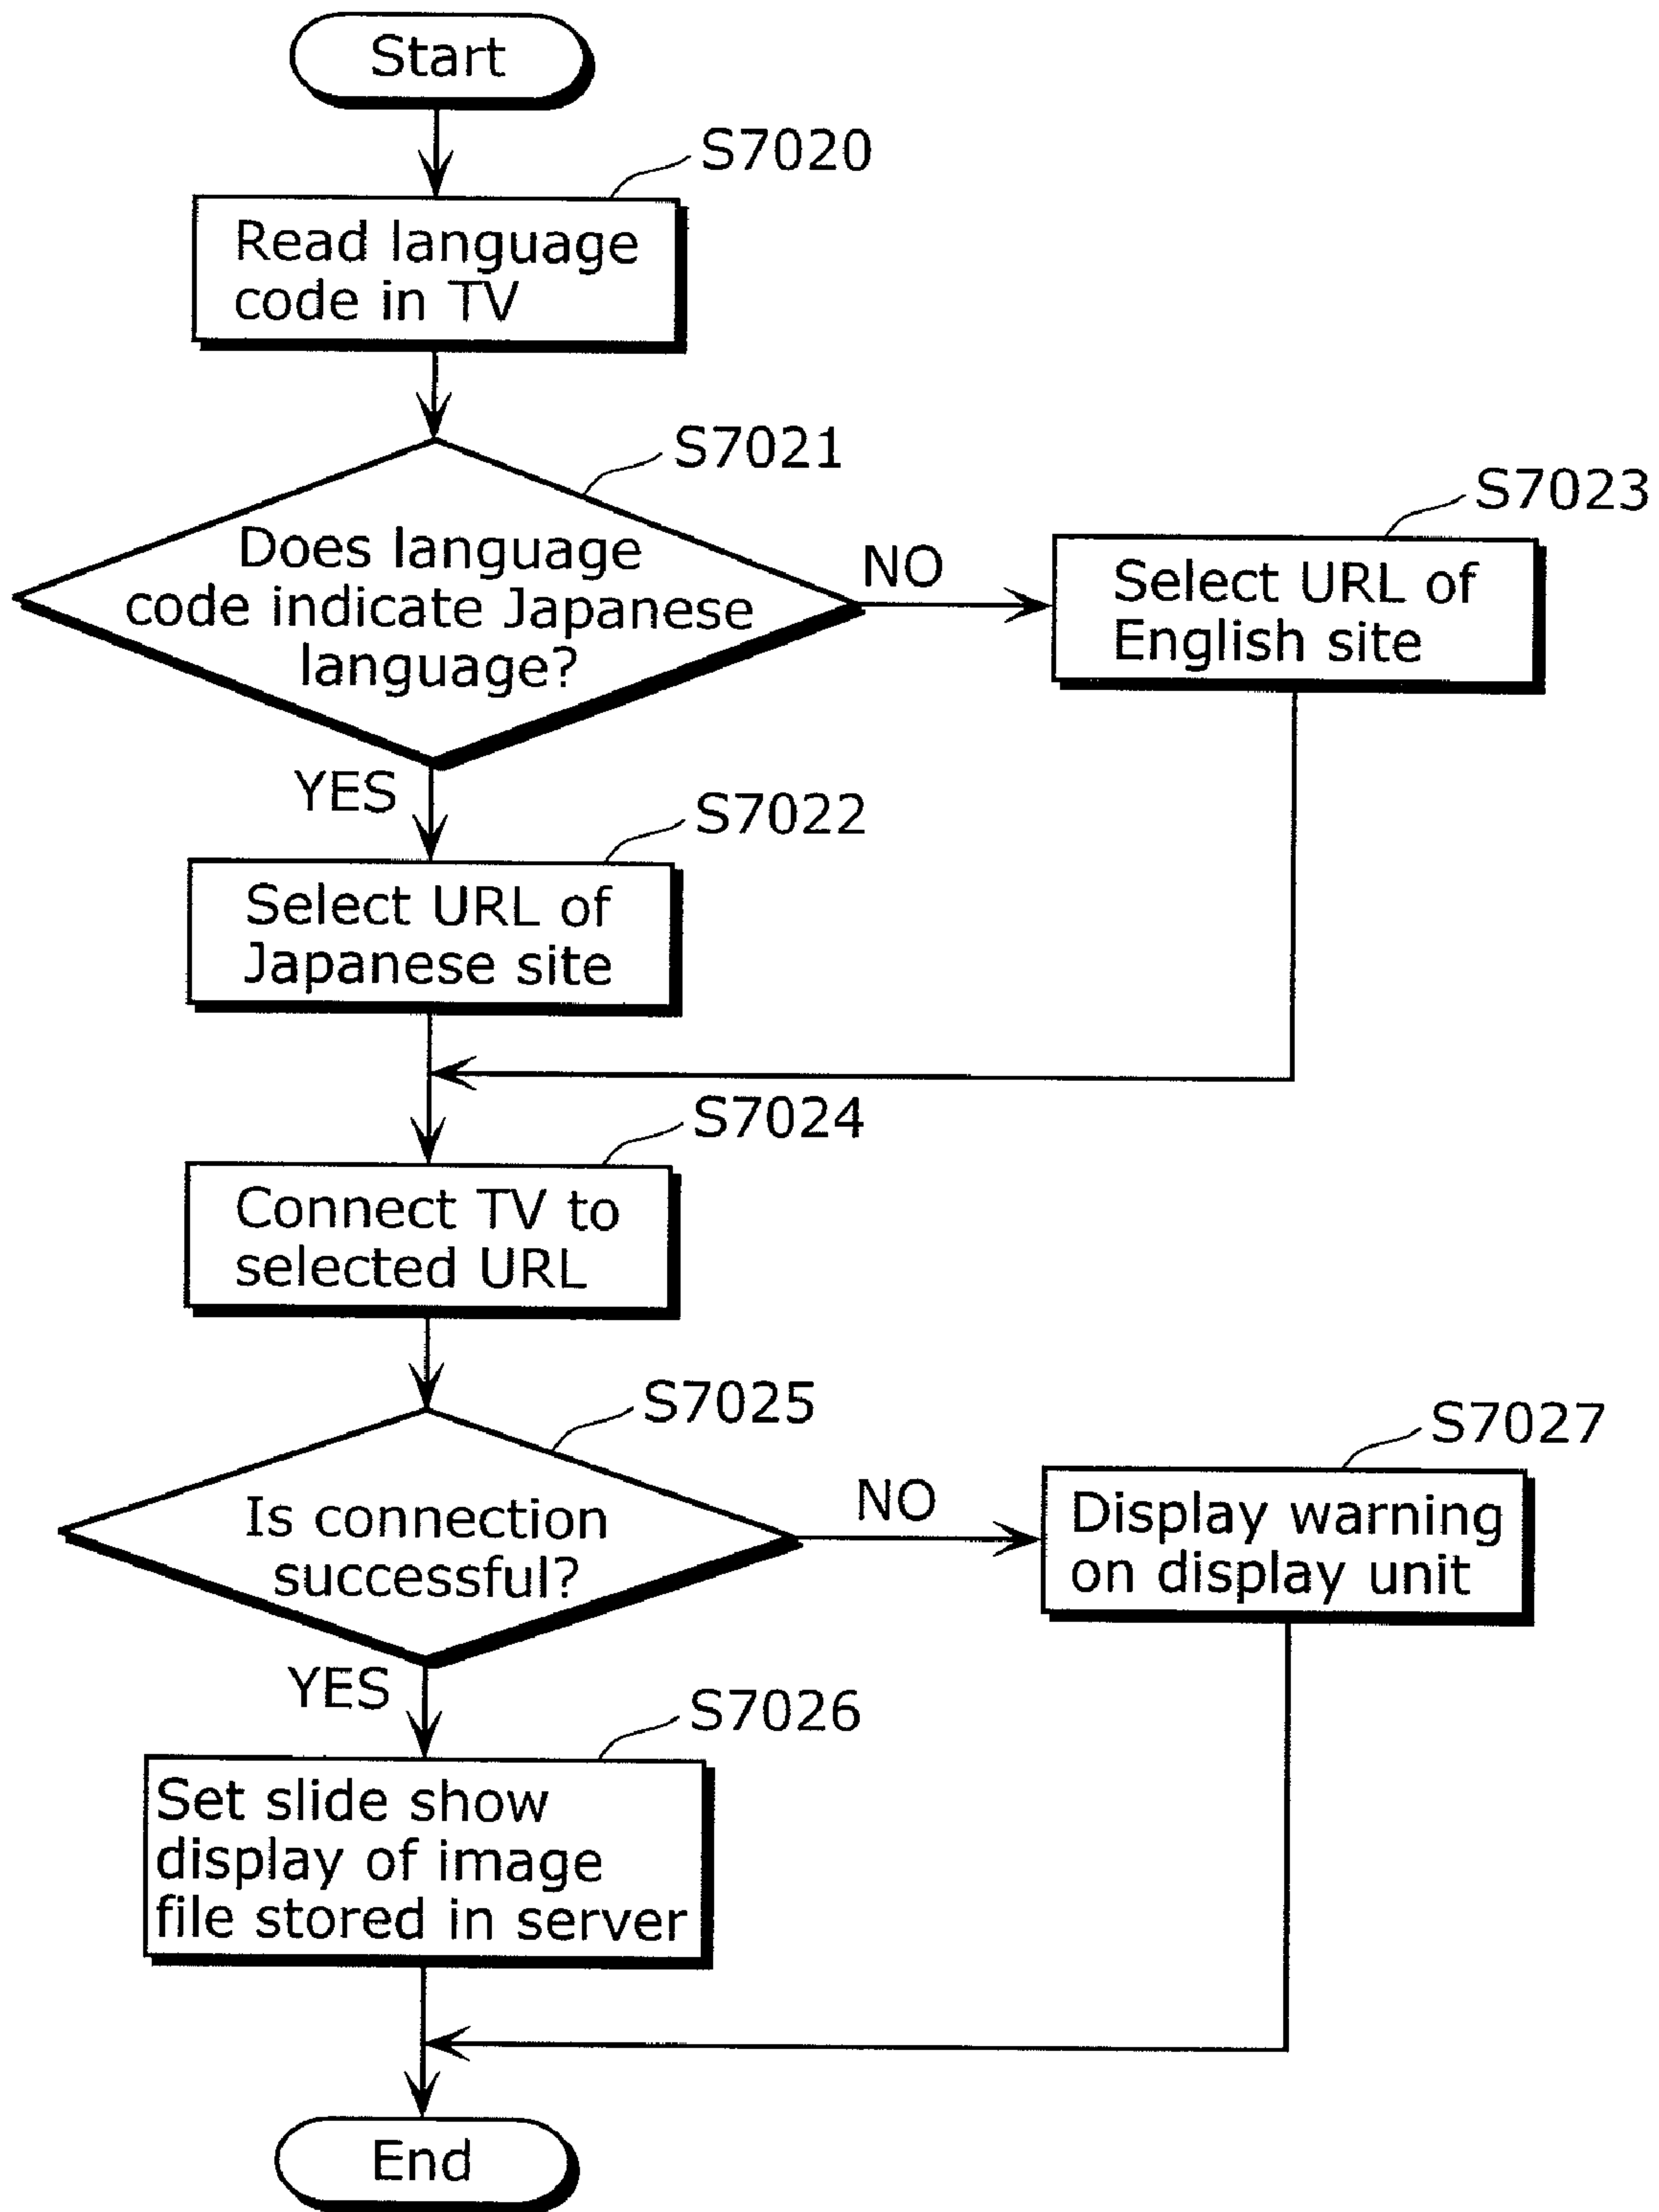 Start
S7020
Read language
code in TV
S7021
Does language
code indicate Japanese
language?
NO
S7023
Select URL of
English site
YES
S7022
Select URL of
Japanese site
S7024
Connect TV to
selected URL
S7025
Is connection
successful?
NO
S7027
Display warning
on display unit
YES
S7026
Set slide show
display of image
file stored in server
End